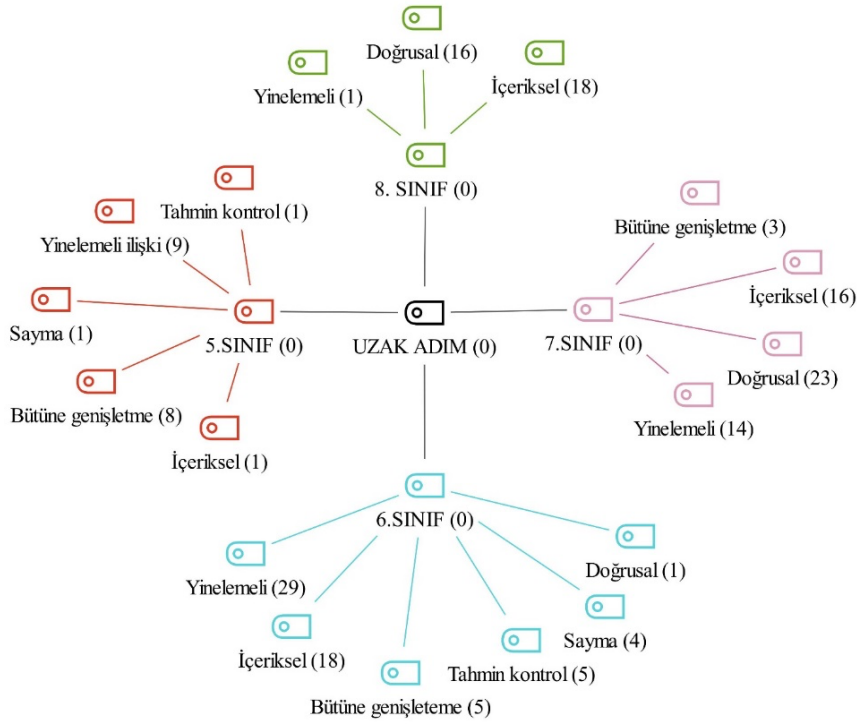 Doğrusal (16)
İçeriksel (18)
Yinelemeli (1)
8. SINIF (0)
Tahmin kontrol (1)
Yinelemeli ilişki (9)
Sayma (1)
5.SINIF (0)
Bütüne genişletme (8)
İçeriksel (1)
UZAK ADIM (0)
Bütüne genişletme (3)
İçeriksel (16)
7.SINIF (0)
Doğrusal (23)
Yinelemeli (14)
6.SINIF (0)
Doğrusal (1)
Yinelemeli (29)
Sayma (4)
İçeriksel (18)
Tahmin kontrol (5)
Bütüne genişleteme (5)